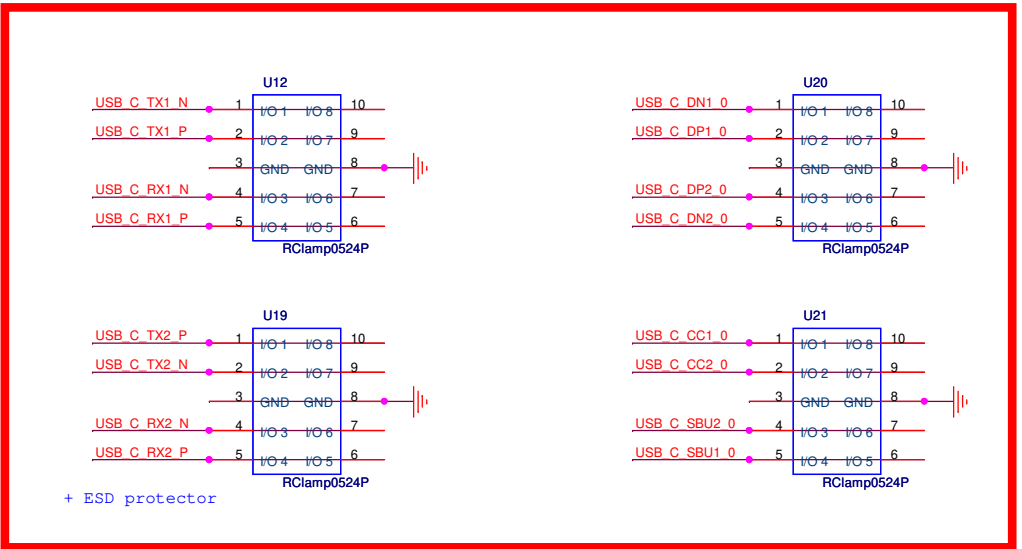 U12
USB_C_TX1_N 1 I/O 1 I/O 8 10
USB_C_TX1_P 2 I/O 2 I/O 7 9
3 GND GND 8
USB_C_RX1_N 4 I/O 3 I/O 6 7
USB_C_RX1_P 5 I/O 4 I/O 5 6
RClamp0524P
U20
USB_C_DN1_0 1 I/O 1 I/O 8 10
USB_C_DP1_0 2 I/O 2 I/O 7 9
3 GND GND 8
USB_C_DP2_0 4 I/O 3 I/O 6 7
USB_C_DN2_0 5 I/O 4 I/O 5 6
RClamp0524P
U19
USB_C_TX2_P 1 I/O 1 I/O 8 10
USB_C_TX2_N 2 I/O 2 I/O 7 9
3 GND GND 8
USB_C_RX2_N 4 I/O 3 I/O 6 7
USB_C_RX2_P 5 I/O 4 I/O 5 6
RClamp0524P
U21
USB_C_CC1_0 1 I/O 1 I/O 8 10
USB_C_CC2_0 2 I/O 2 I/O 7 9
3 GND GND 8
USB_C_SBU2_0 4 I/O 3 I/O 6 7
USB_C_SBU1_0 5 I/O 4 I/O 5 6
RClamp0524P
+ ESD protector